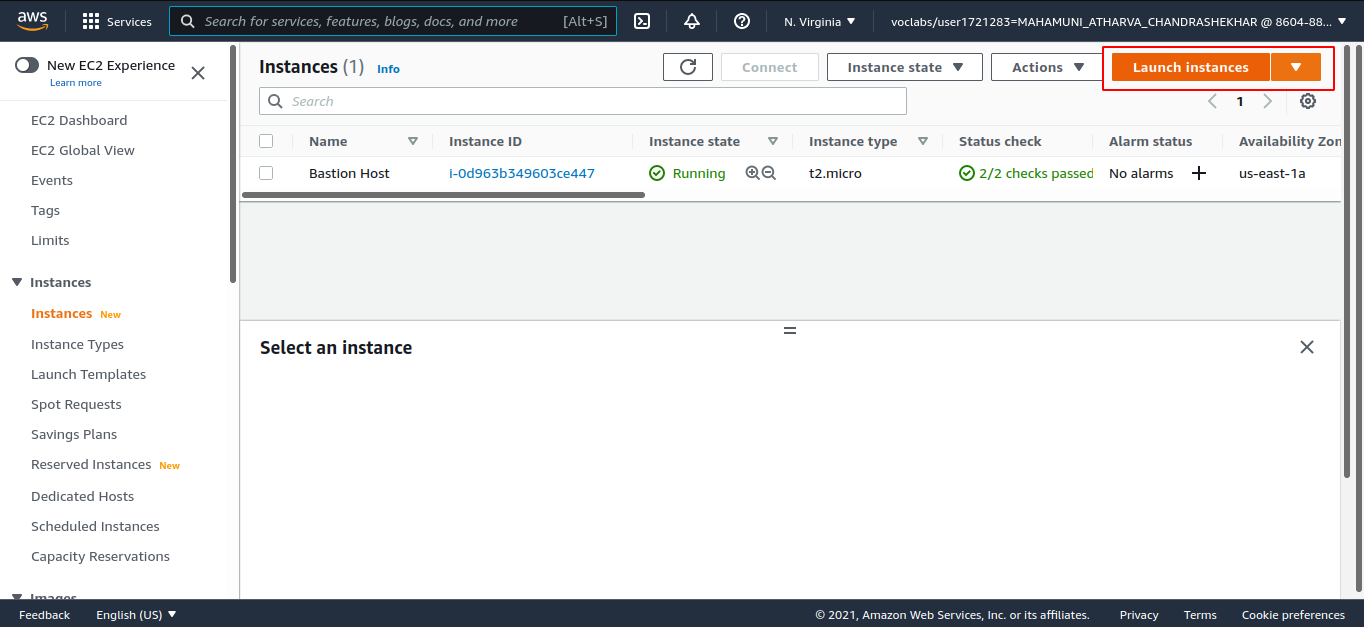 aws
Services
Search for services, features, blogs, docs, and more [Alt+S]
N. Virginia
voclabs/user1721283=MAHAMUNI_ATHARVA_CHANDRASHEKHAR @ 8604-88...
New EC2 Experience
Learn more
EC2 Dashboard
EC2 Global View
Events
Tags
Limits
Instances
Instances New
Instance Types
Launch Templates
Spot Requests
Savings Plans
Reserved Instances New
Dedicated Hosts
Scheduled Instances
Capacity Reservations
Images
Instances (1) Info
Connect
Instance state
Actions
Launch instances
Search
1
Name Instance ID Instance state Instance type Status check Alarm status Availability Zon
Bastion Host i-0d963b349603ce447 Running t2.micro 2/2 checks passed No alarms + us-east-1a
Select an instance
Feedback English (US) © 2021, Amazon Web Services, Inc. or its affiliates. Privacy Terms Cookie preferences